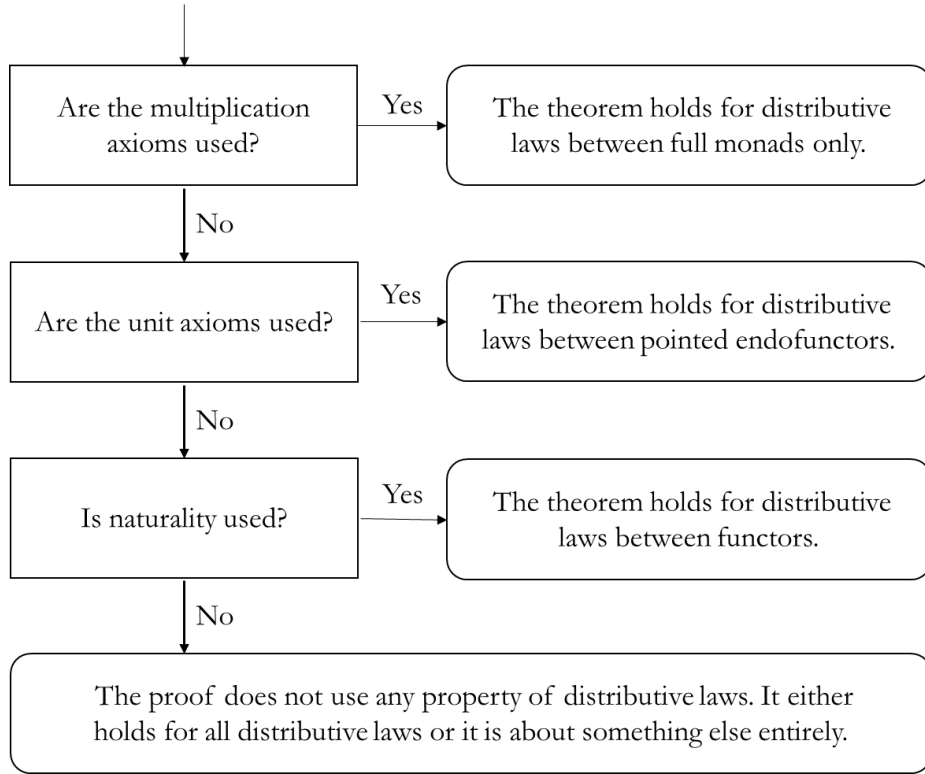 Are the multiplication
axioms used?
Yes
The theorem holds for distributive
laws between full monads only.
No
Are the unit axioms used?
Yes
The theorem holds for distributive
laws between pointed endofunctors.
No
Is naturality used?
Yes
The theorem holds for distributive
laws between functors.
No
The proof does not use any property of distributive laws. It either
holds for all distributive laws or it is about something else entirely.